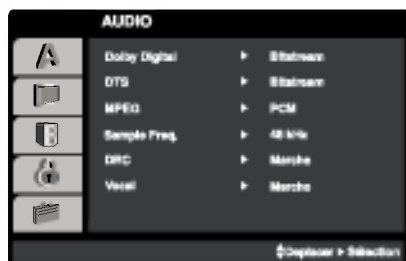 AUDIO
A
Dolby Digital Bitstream
DTS Bitstream
MPEG PCM
Sample Freq. 48 kHz
DRC Marche
Vocal Marche
Déplacer Sélection